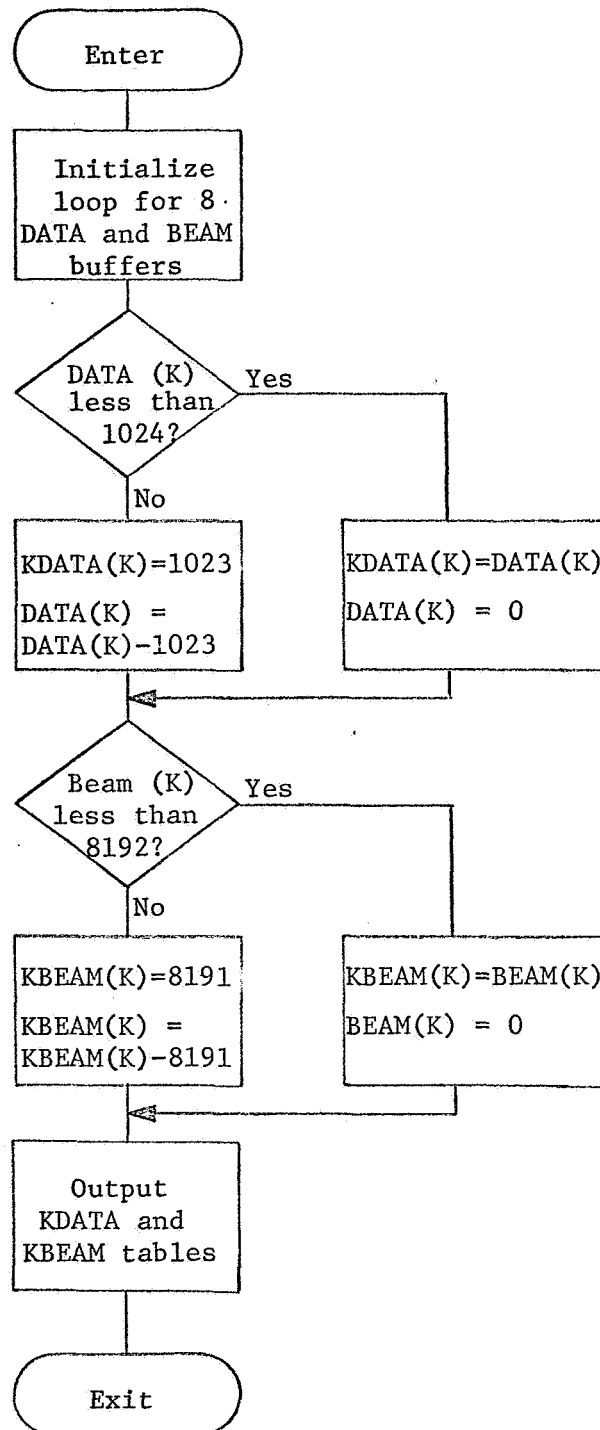 Enter
Initialize
loop for 8
DATA and BEAM
buffers
DATA (K)
less than
1024?
Yes
No
KDATA(K)=1023
DATA(K) =
DATA(K)-1023
KDATA(K)=DATA(K)
DATA(K) = 0
Beam (K)
less than
8192?
Yes
No
KBEAM(K)=8191
KBEAM(K) =
KBEAM(K)-8191
KBEAM(K)=BEAM(K)
BEAM(K) = 0
Output
KDATA and
KBEAM tables
Exit